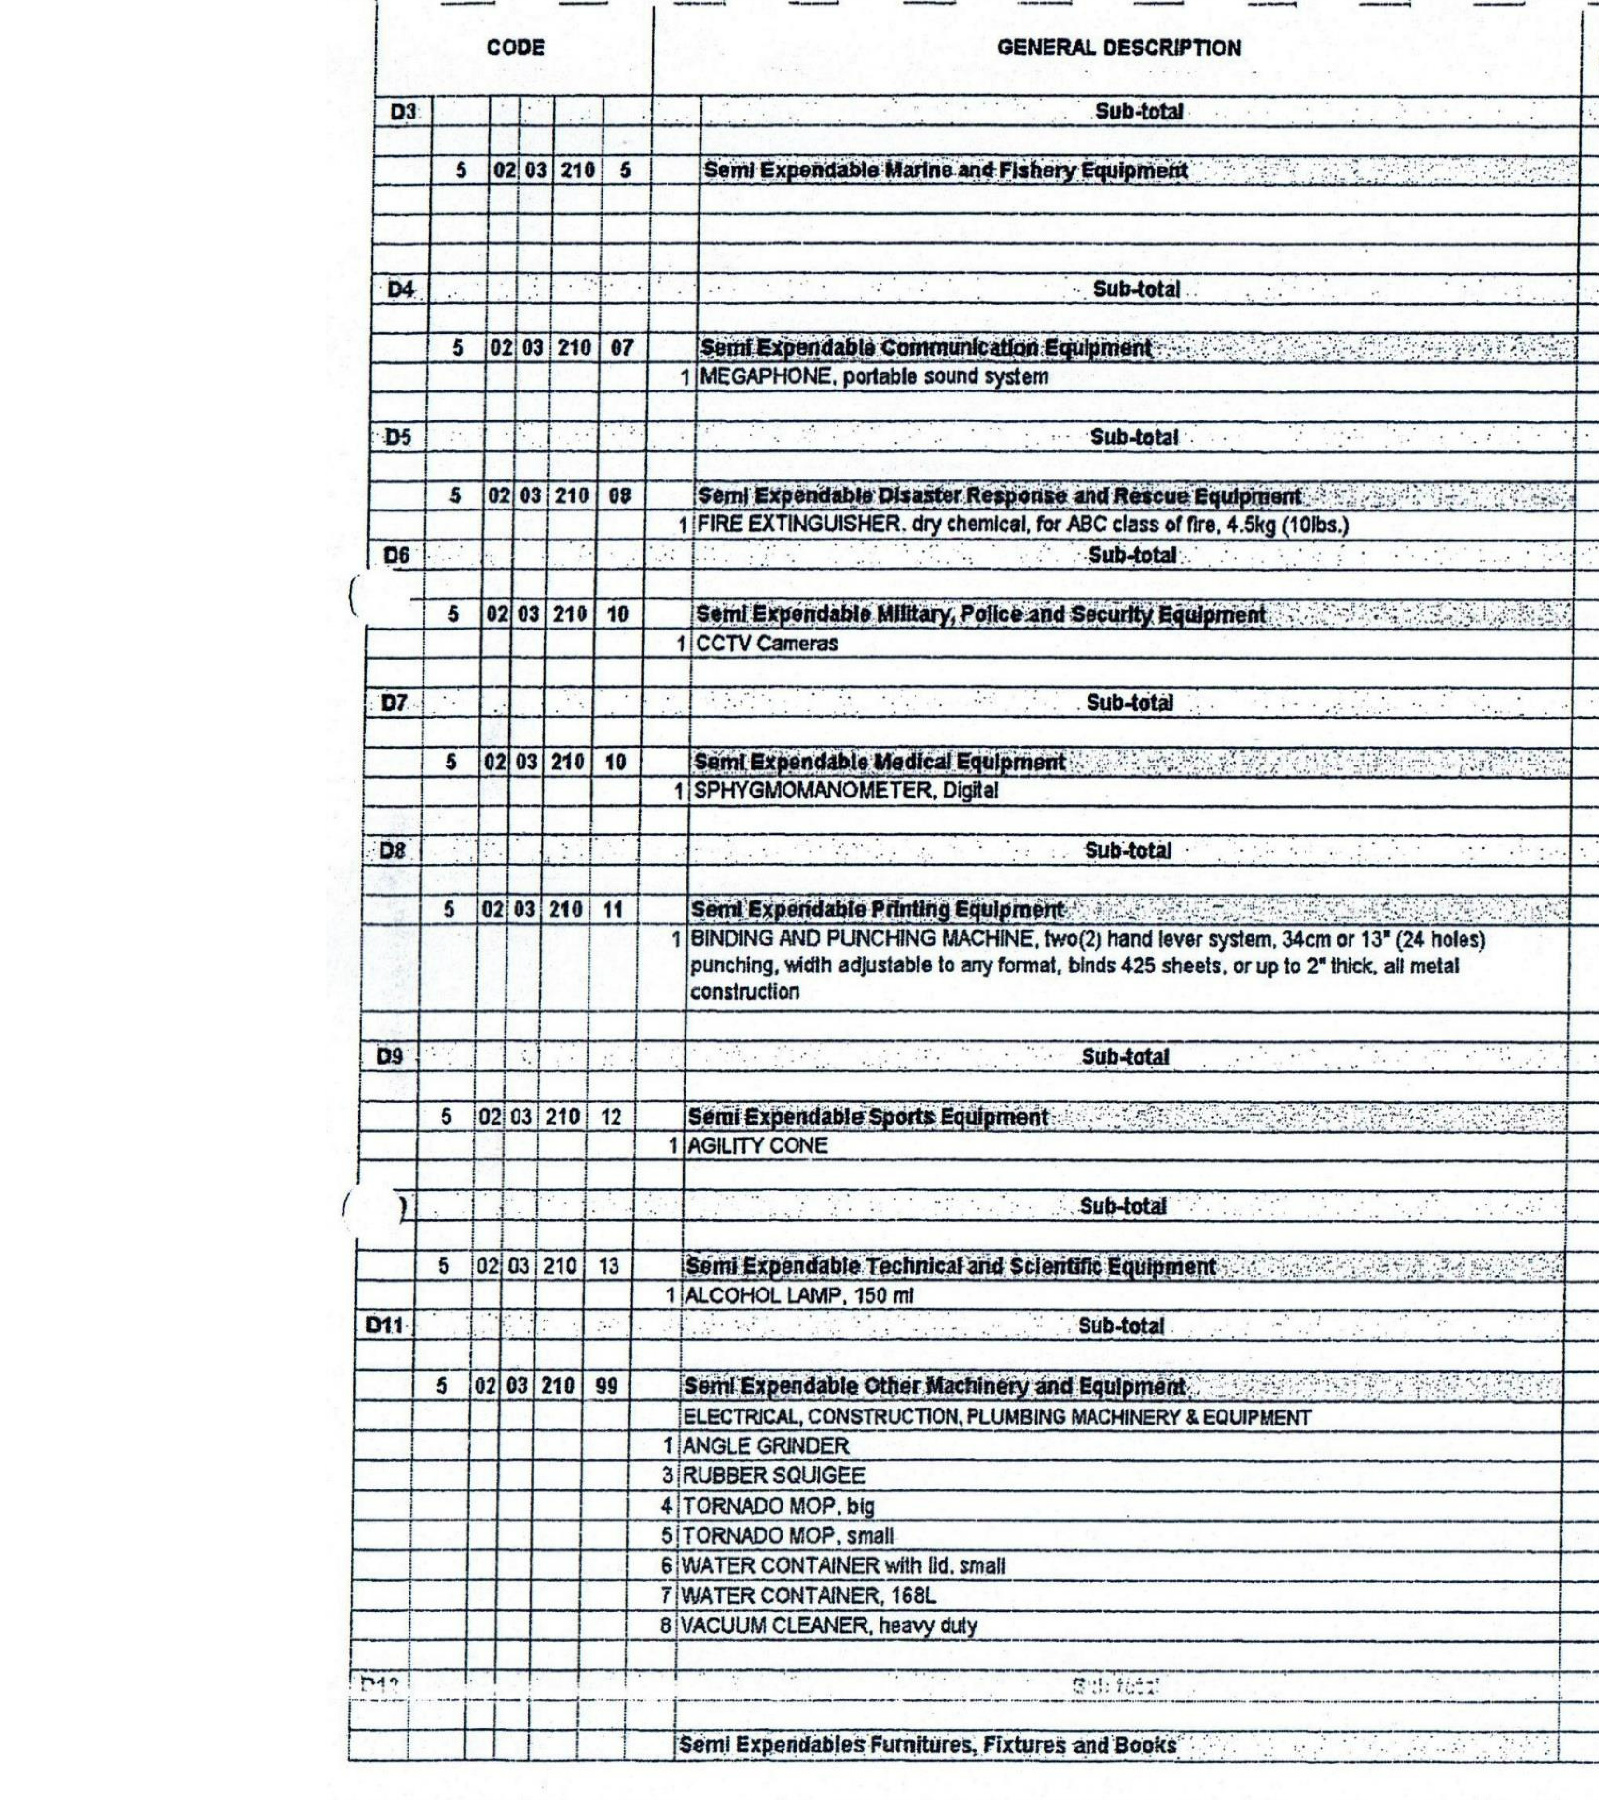 CODE GENERAL DESCRIPTION
D3 Sub-total
5 02 03 210 5 Semi Expendable Marine and Fishery Equipment
D4 Sub-total
5 02 03 210 07 Semi Expendable Communication Equipment
1 MEGAPHONE, portable sound system
D5 Sub-total
5 02 03 210 08 Semi Expendable Disaster Response and Rescue Equipment
1 FIRE EXTINGUISHER. dry chemical, for ABC class of fire, 4.5kg (10lbs.)
D6 Sub-total
5 02 03 210 10 Semi Expendable Military, Police and Security Equipment
1 CCTV Cameras
D7 Sub-total
5 02 03 210 10 Semi Expendable Medical Equipment
1 SPHYGMOMANOMETER, Digital
D8 Sub-total
5 02 03 210 11 Semi Expendable Printing Equipment
1 BINDING AND PUNCHING MACHINE, two(2) hand lever system, 34cm or 13" (24 holes)
punching, width adjustable to any format, binds 425 sheets, or up to 2" thick, all metal
construction
D9 Sub-total
5 02 03 210 12 Semi Expendable Sports Equipment
1 AGILITY CONE
Sub-total
5 02 03 210 13 Semi Expendable Technical and Scientific Equipment
1 ALCOHOL LAMP, 150 ml
D11 Sub-total
5 02 03 210 99 Semi Expendable Other Machinery and Equipment
ELECTRICAL, CONSTRUCTION, PLUMBING MACHINERY & EQUIPMENT
1 ANGLE GRINDER
3 RUBBER SQUIGEE
4 TORNADO MOP, big
5 TORNADO MOP, small
6 WATER CONTAINER with lid, small
7 WATER CONTAINER, 168L
8 VACUUM CLEANER, heavy duty
D12 Sub-total
Semi Expendables Furnitures, Fixtures and Books